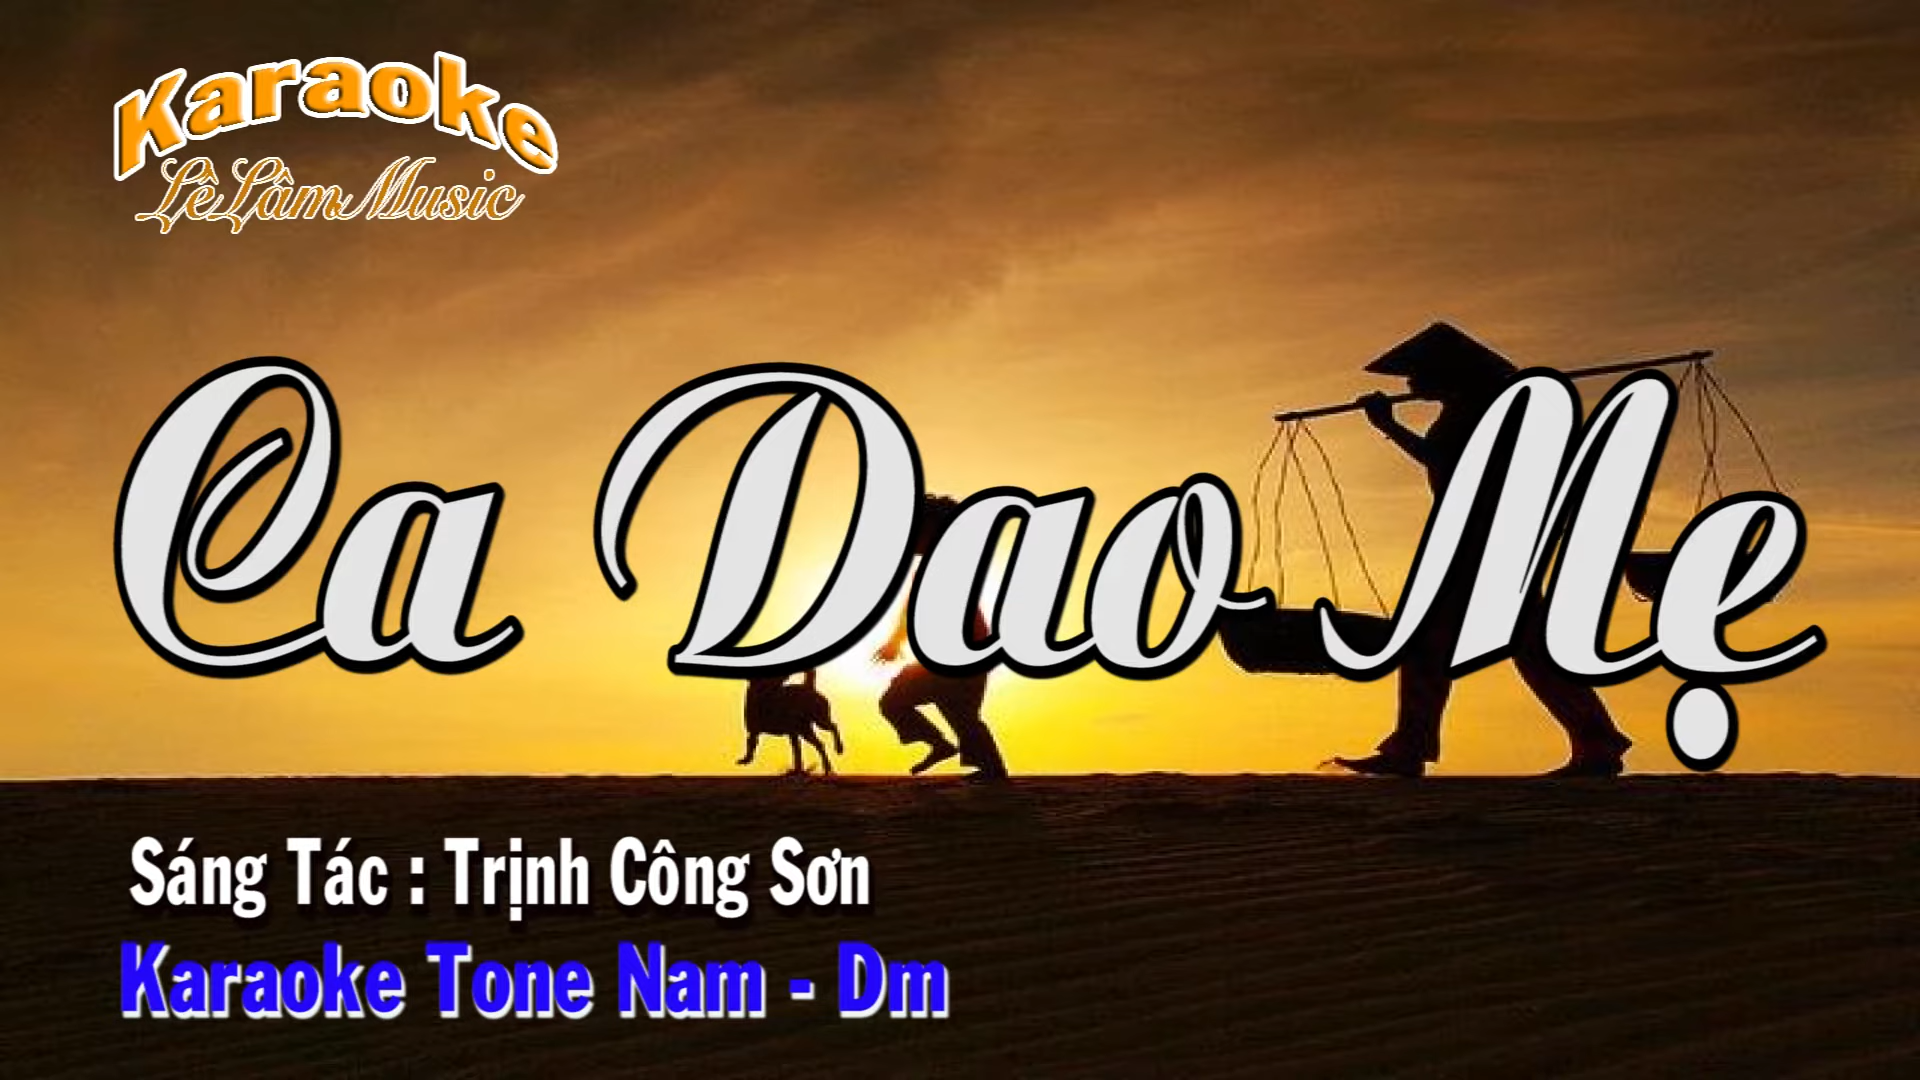 Karaoke
Lê Lâm Music
Ca Dao Mẹ
Sáng Tác : Trịnh Công Sơn
Karaoke Tone Nam - Dm